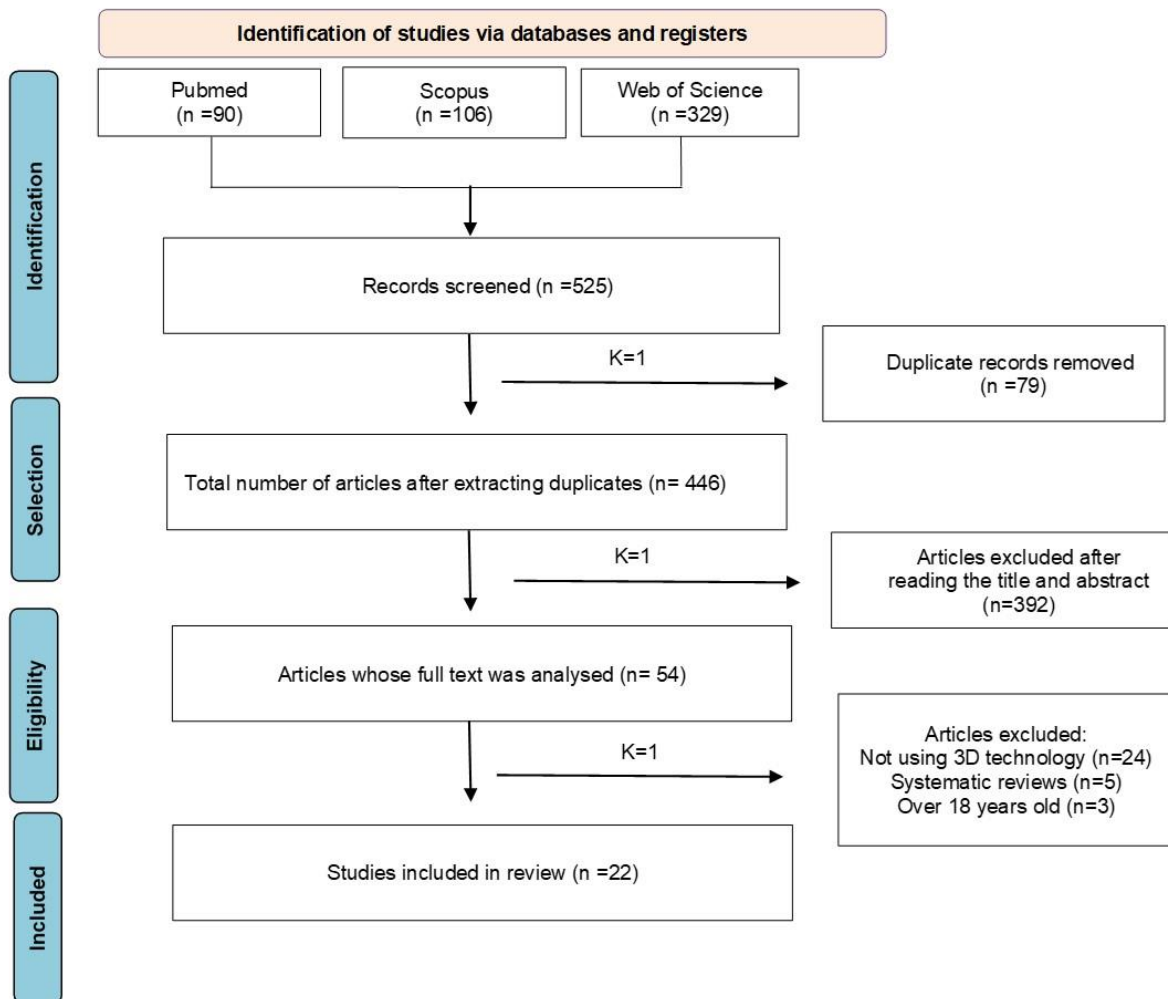 Identification of studies via databases and registers
Identification
Pubmed
(n =90)
Scopus
(n =106)
Web of Science
(n =329)
Records screened (n =525)
K=1
Duplicate records removed
(n =79)
Selection
Total number of articles after extracting duplicates (n= 446)
K=1
Articles excluded after
reading the title and abstract
(n=392)
Eligibility
Articles whose full text was analysed (n= 54)
K=1
Articles excluded:
Not using 3D technology (n=24)
Systematic reviews (n=5)
Over 18 years old (n=3)
Included
Studies included in review (n =22)